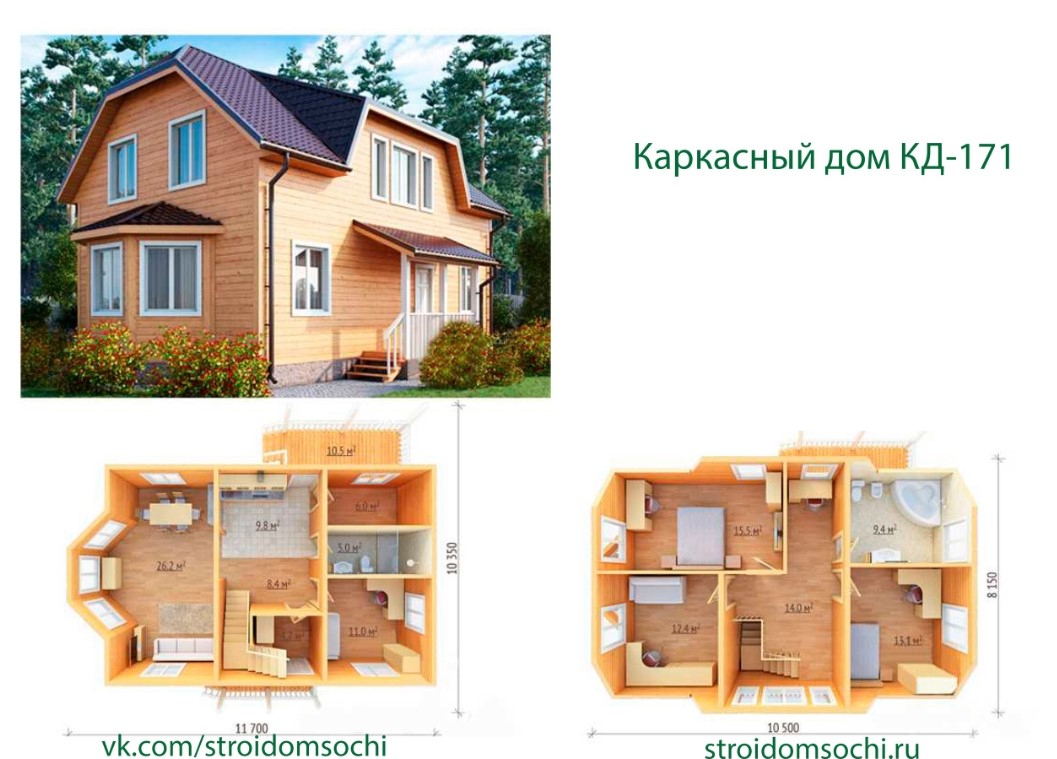 Каркасный дом КД-171
10.5 м²
6.0 м²
9.8 м²
5.0 м²
26.2 м²
8.4 м²
11.0 м²
10 350
11 700
15.5 м²
9.4 м²
14.0 м²
12.4 м²
13.1 м²
8 150
10 500
vk.com/stroidomsochi
stroidomsochi.ru